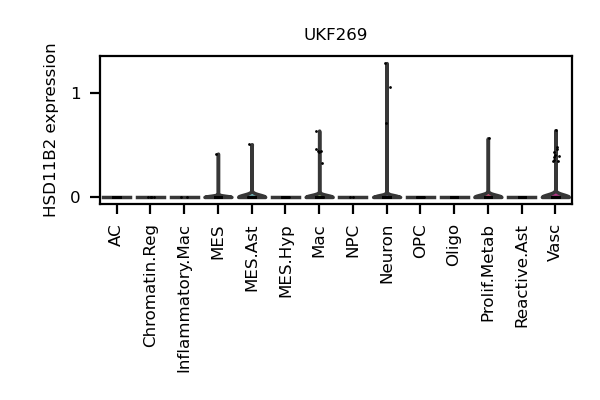 UKF269
HSD11B2 expression
1
0
AC
Chromatin.Reg
Inflammatory.Mac
MES
MES.Ast
MES.Hyp
Mac
NPC
Neuron
OPC
Oligo
Prolif.Metab
Reactive.Ast
Vasc